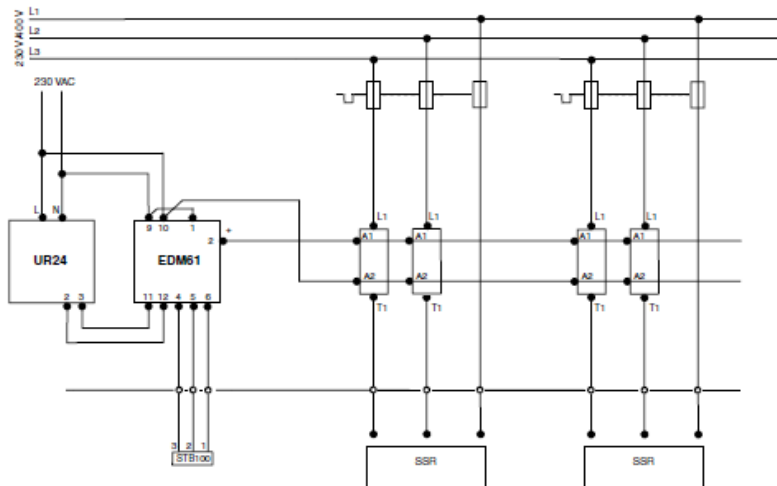 L1
L2
L3
230 V/400 V
230 VAC
L N
UR24
2 3
9 10 1
2 +
EDM61
11 12 4 5 6
3 2 1
STB100
L1 L1 L1 L1
A1 A1 A1 A1
A2 A2 A2 A2
T1 T1 T1 T1
SSR SSR